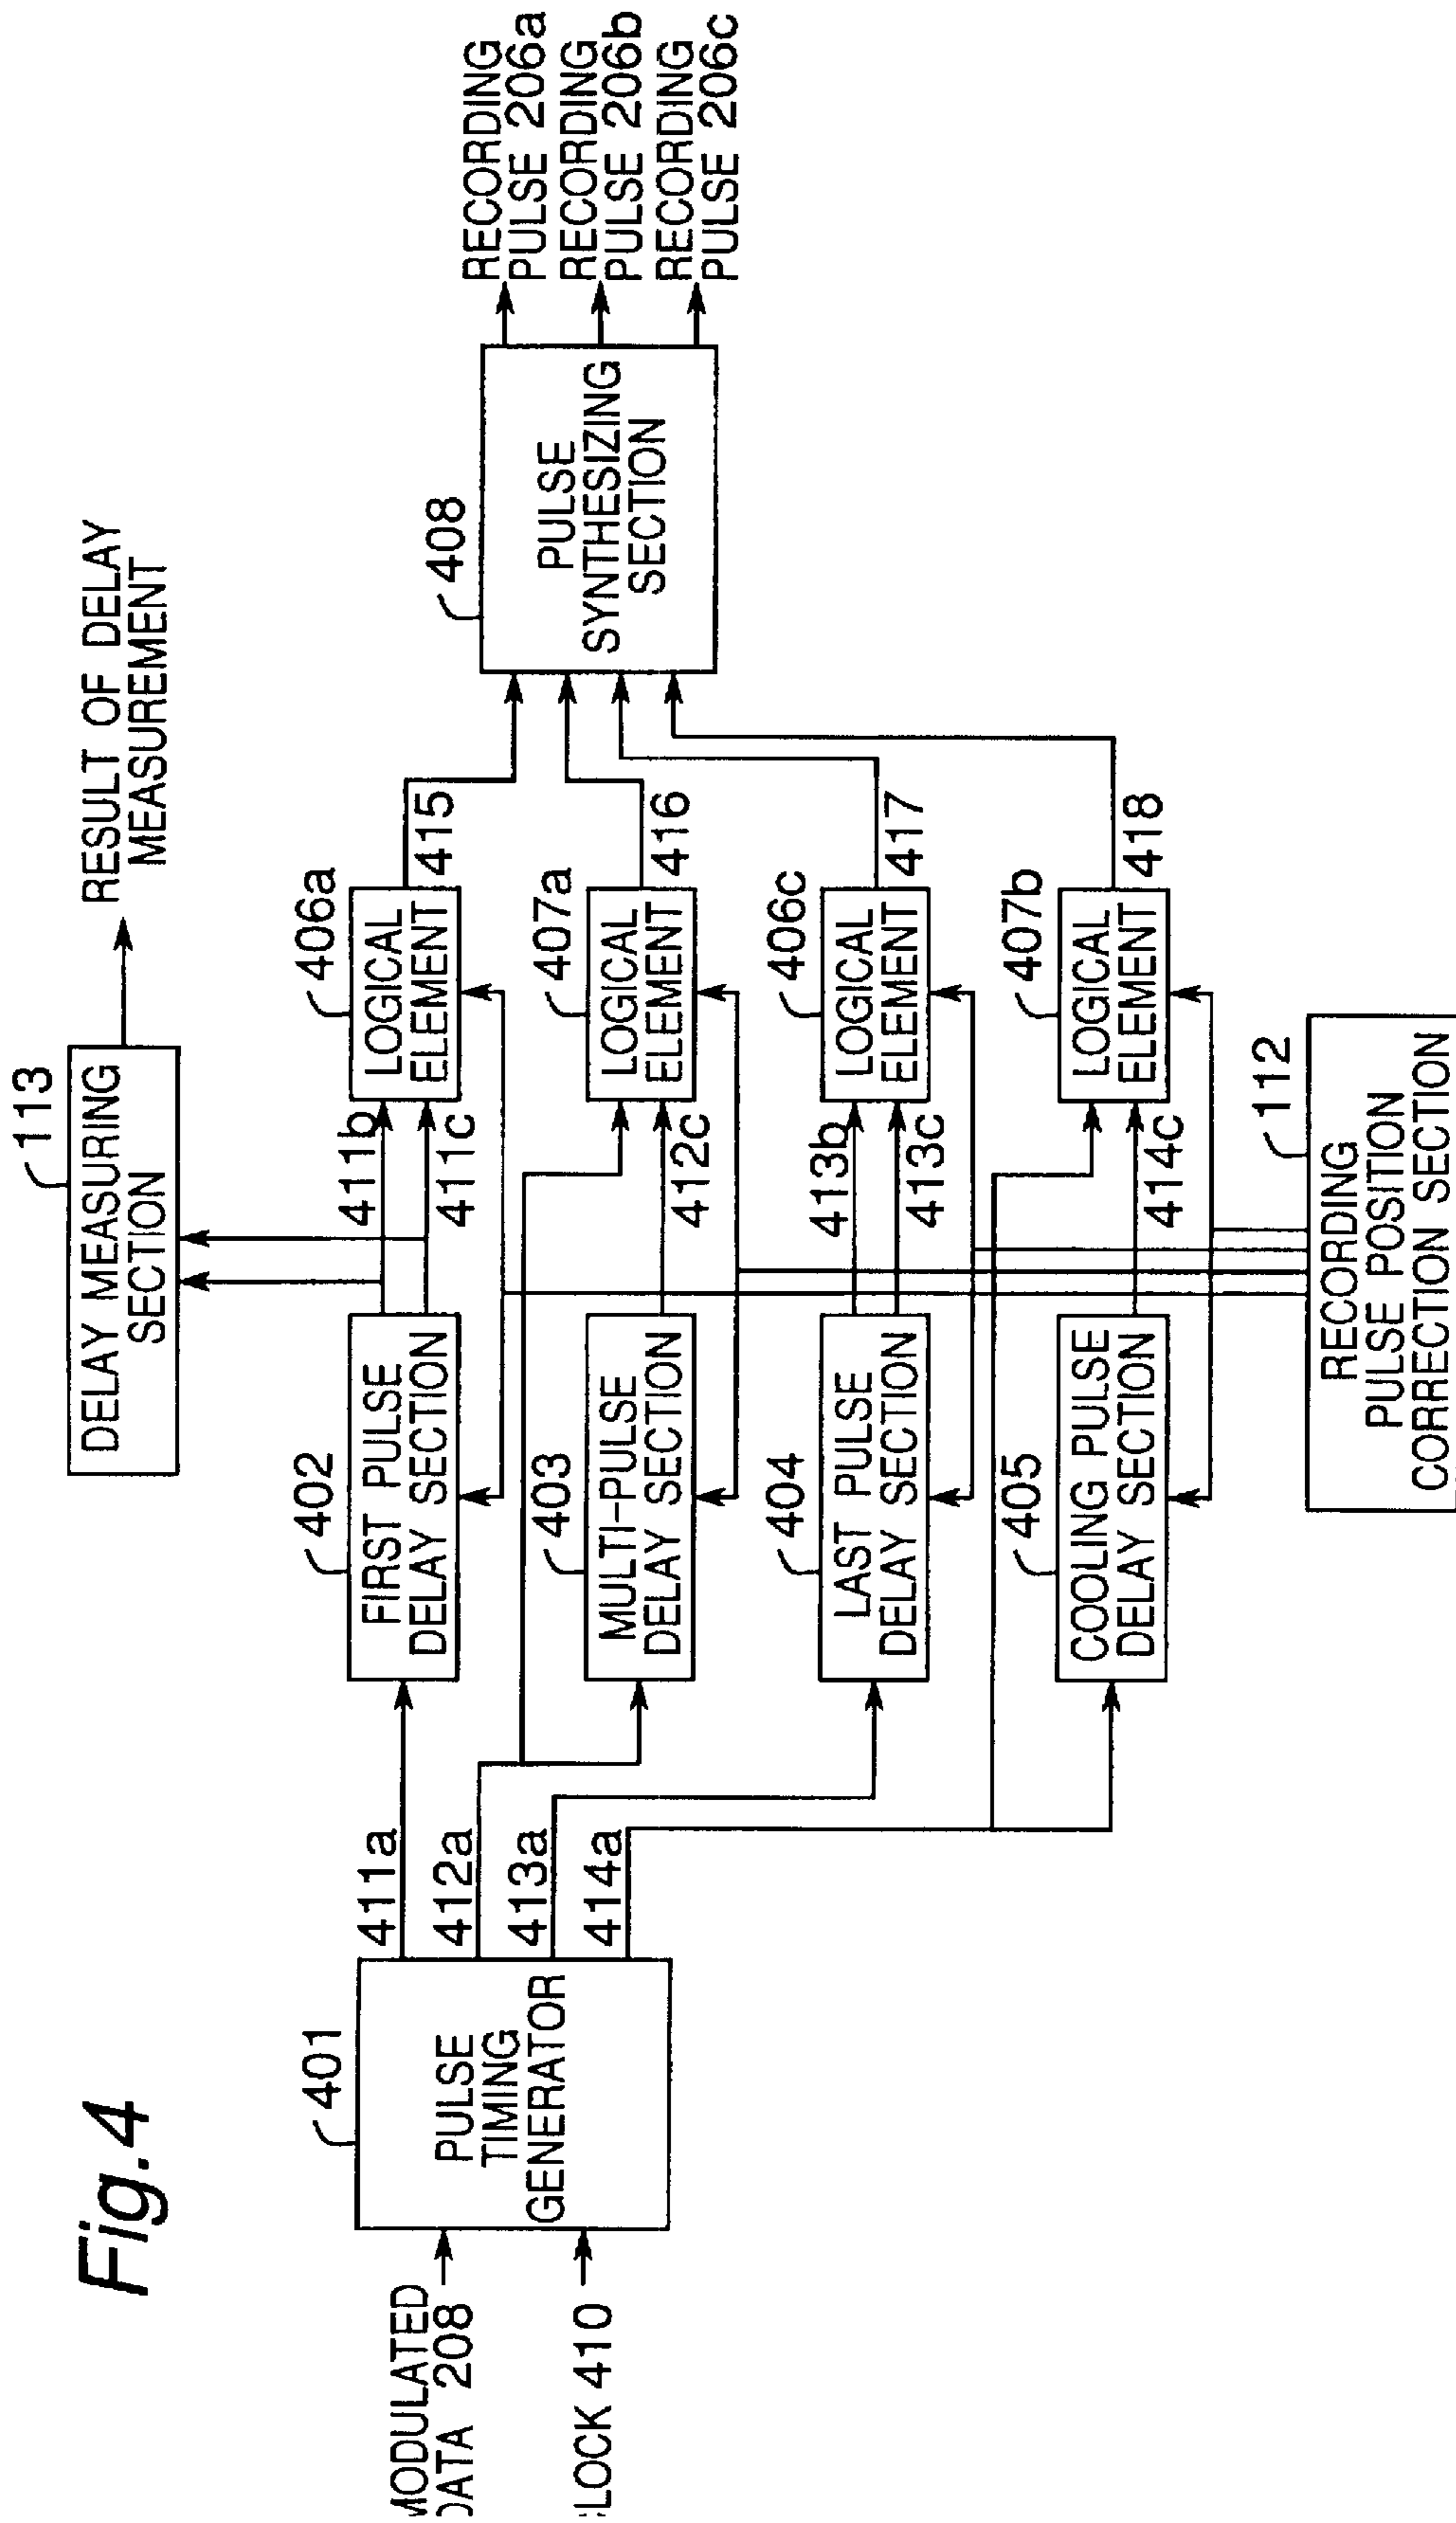 Fig.4
113
DELAY MEASURING
SECTION
RESULT OF DELAY
MEASUREMENT
MODULATED
DATA 208
CLOCK 410
401
PULSE
TIMING
GENERATOR
411a
412a
413a
414a
402
FIRST PULSE
DELAY SECTION
411b
411c
406a
LOGICAL
ELEMENT
415
403
MULTI-PULSE
DELAY SECTION
412c
407a
LOGICAL
ELEMENT
416
404
LAST PULSE
DELAY SECTION
413b
413c
406c
LOGICAL
ELEMENT
417
405
COOLING PULSE
DELAY SECTION
414c
407b
LOGICAL
ELEMENT
418
408
PULSE
SYNTHESIZING
SECTION
RECORDING
PULSE 206a
RECORDING
PULSE 206b
RECORDING
PULSE 206c
112
RECORDING
PULSE POSITION
CORRECTION SECTION